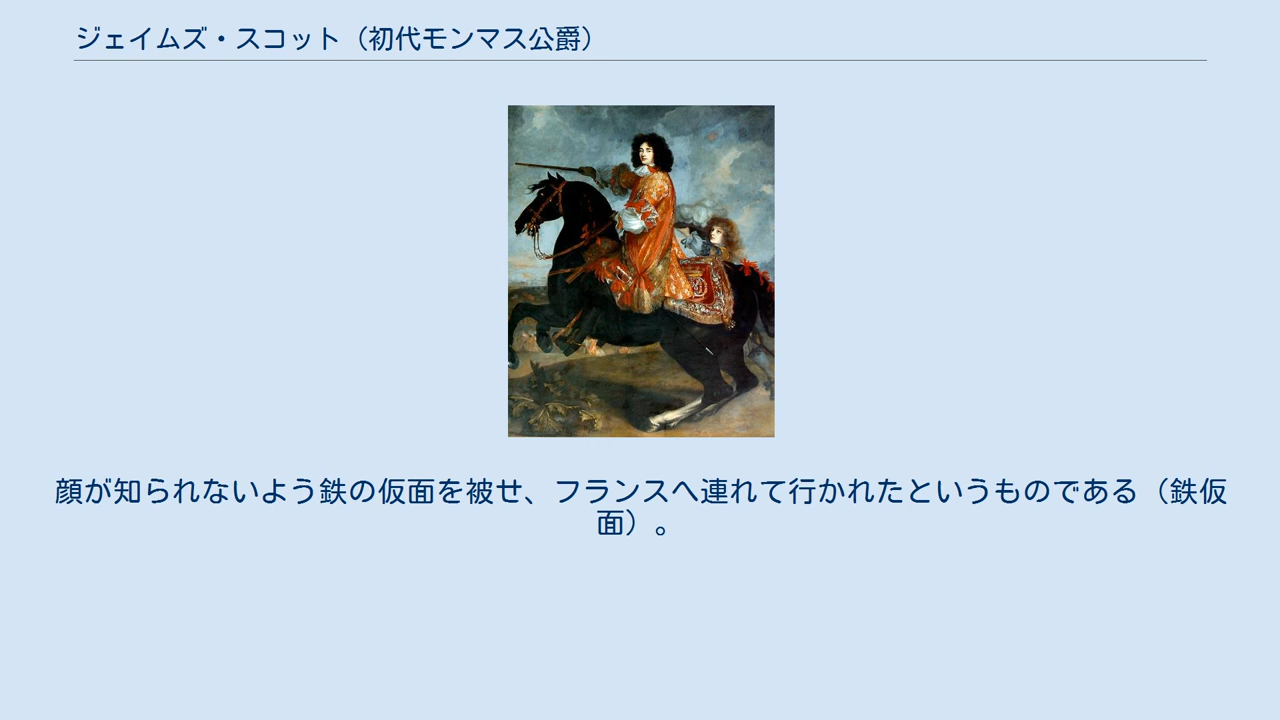 ジェイムズ・スコット（初代モンマス公爵）
顔が知られないよう鉄の仮面を被せ、フランスへ連れて行かれたというものである（鉄仮
面）。